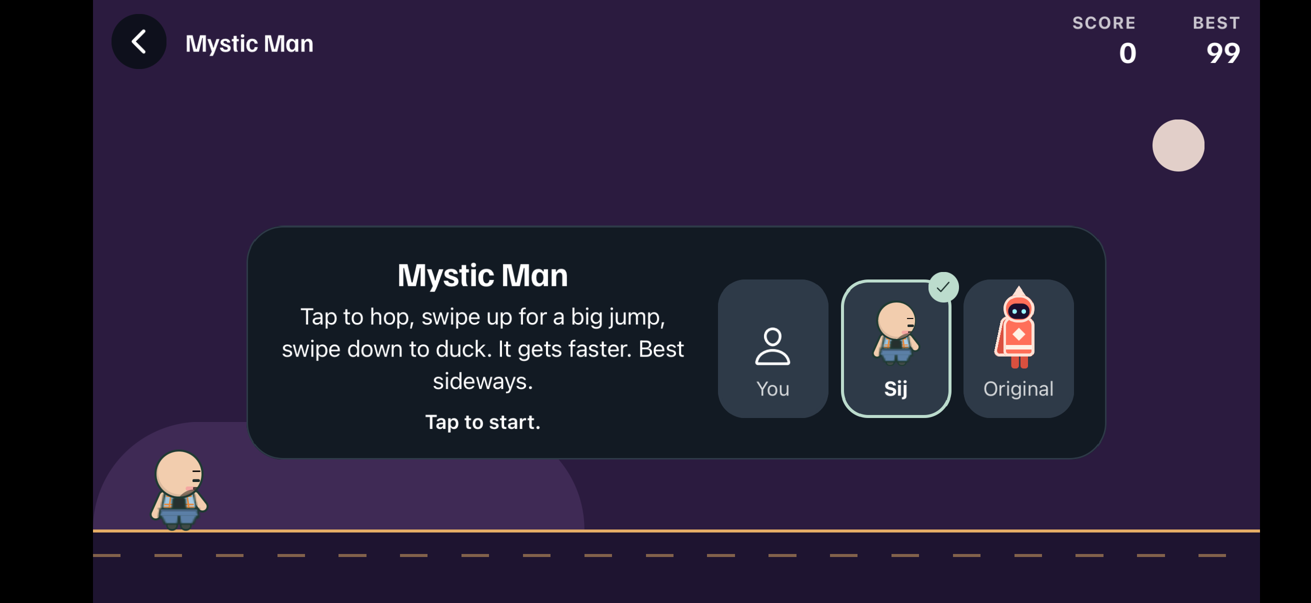 Mystic Man
SCORE
0
BEST
99
Mystic Man
Tap to hop, swipe up for a big jump,
swipe down to duck. It gets faster. Best
sideways.
Tap to start.
You
Sij
Original